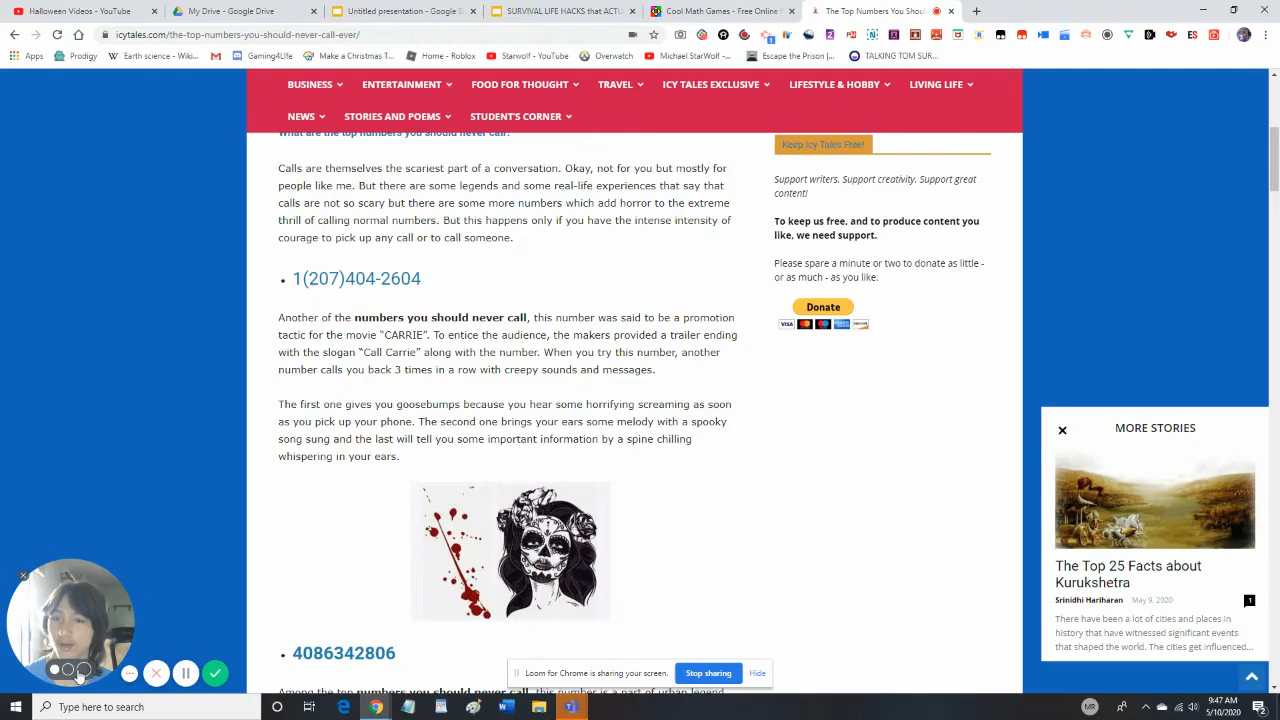 Halloween Videos - YouTube
My Drive - Google Drive
Untitled presentation - Google S
SURVIVAL LIFE HACKS that ACTU
Cool Math Games - Free Online
The Top Numbers You Shou
icytales.com/the-top-numbers-you-should-never-call-ever/
Apps
Prodigy
Earth science - Wiki...
Gaming4Life
Make a Christmas T...
Home - Roblox
Starwolf - YouTube
Overwatch
Michael StarWolf -...
Escape the Prison |...
TALKING TOM SUR...
BUSINESS
ENTERTAINMENT
FOOD FOR THOUGHT
TRAVEL
ICY TALES EXCLUSIVE
LIFESTYLE & HOBBY
LIVING LIFE
NEWS
STORIES AND POEMS
STUDENT'S CORNER
What are the top numbers you should never call?
Calls are themselves the scariest part of a conversation. Okay, not for you but mostly for
people like me. But there are some legends and some real-life experiences that say that
calls are not so scary but there are some more numbers which add horror to the extreme
thrill of calling normal numbers. But this happens only if you have the intense intensity of
courage to pick up any call or to call someone.
1(207)404-2604
Another of the numbers you should never call, this number was said to be a promotion
tactic for the movie “CARRIE”. To entice the audience, the makers provided a trailer ending
with the slogan “Call Carrie” along with the number. When you try this number, another
number calls you back 3 times in a row with creepy sounds and messages.
The first one gives you goosebumps because you hear some horrifying screaming as soon
as you pick up your phone. The second one brings your ears some melody with a spooky
song sung and the last will tell you some important information by a spine chilling
whispering in your ears.
4086342806
Among the top numbers you should never call, this number is a part of urban legend
Keep Icy Tales Free!
Support writers. Support creativity. Support great
content!
To keep us free, and to produce content you
like, we need support.
Please spare a minute or two to donate as little -
or as much - as you like.
Donate
VISA
MORE STORIES
The Top 25 Facts about
Kurukshetra
Srinidhi Hariharan
May 9, 2020
1
There have been a lot of cities and places in
history that have witnessed significant events
that shaped the world. The cities get influenced...
Loom for Chrome is sharing your screen.
Stop sharing
Hide
Type here to search
MR
9:47 AM
5/10/2020
2